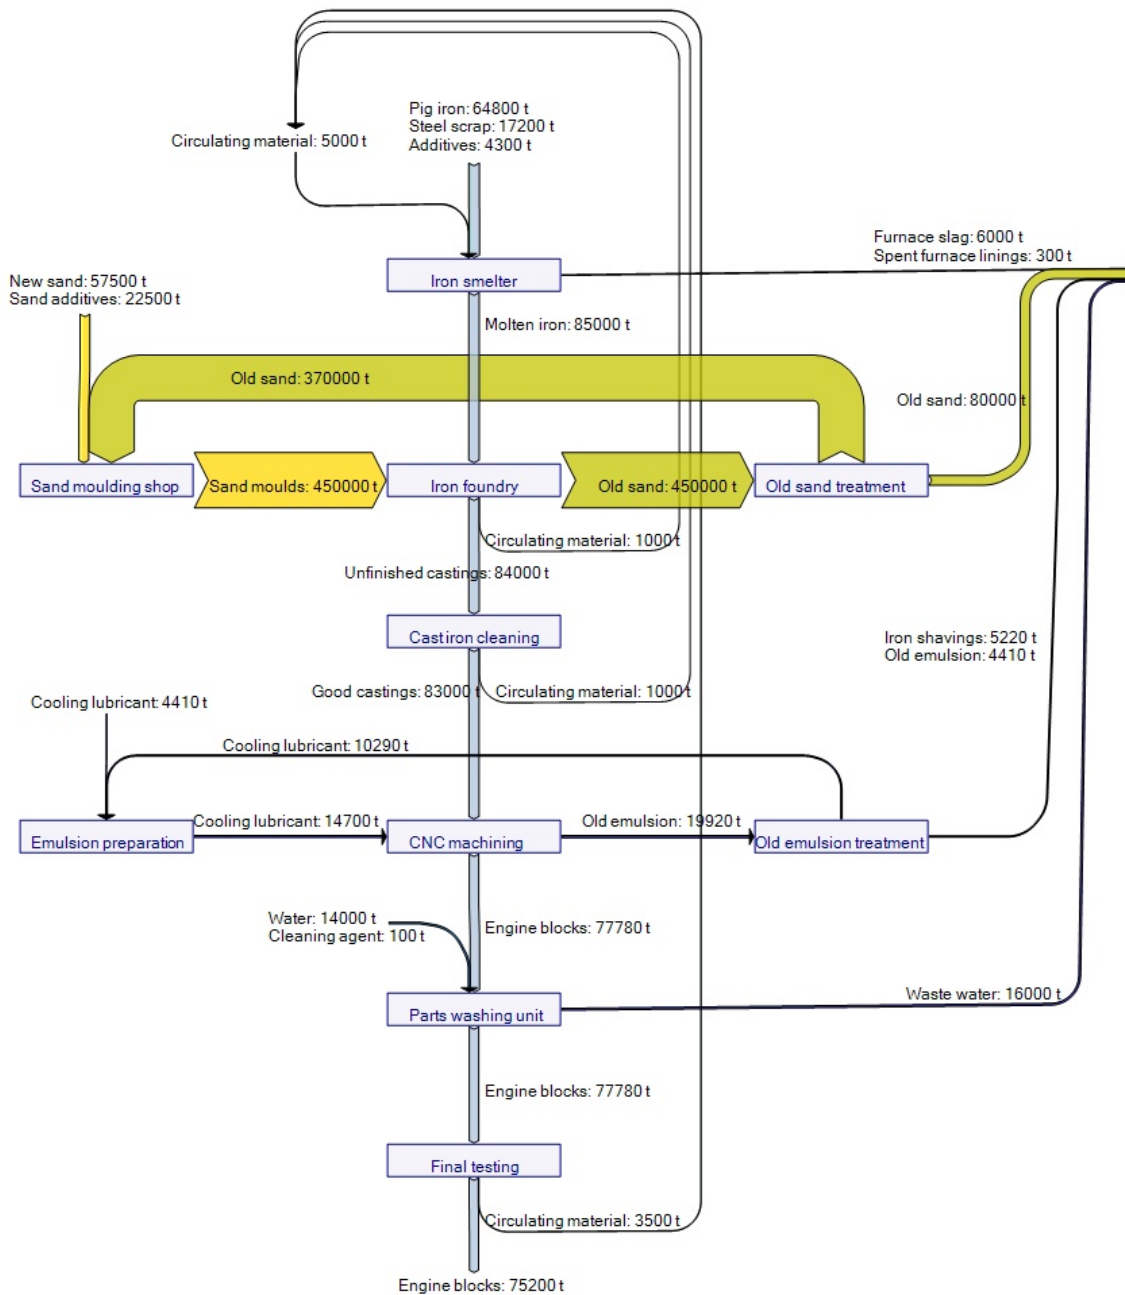 Circulating material: 5000 t
Pig iron: 64800 t
Steel scrap: 17200 t
Additives: 4300 t
Furnace slag: 6000 t
Spent furnace linings: 300 t
New sand: 57500 t
Sand additives: 22500 t
Iron smelter
Molten iron: 85000 t
Old sand: 370000 t
Old sand: 80000 t
Sand moulding shop
Sand moulds: 450000 t
Iron foundry
Old sand: 450000 t
Old sand treatment
Circulating material: 1000 t
Unfinished castings: 84000 t
Cast iron cleaning
Iron shavings: 5220 t
Old emulsion: 4410 t
Good castings: 83000 t
Circulating material: 1000 t
Cooling lubricant: 4410 t
Cooling lubricant: 10290 t
Emulsion preparation
Cooling lubricant: 14700 t
CNC machining
Old emulsion: 19920 t
Old emulsion treatment
Water: 14000 t
Cleaning agent: 100 t
Engine blocks: 77780 t
Waste water: 16000 t
Parts washing unit
Engine blocks: 77780 t
Final testing
Circulating material: 3500 t
Engine blocks: 75200 t